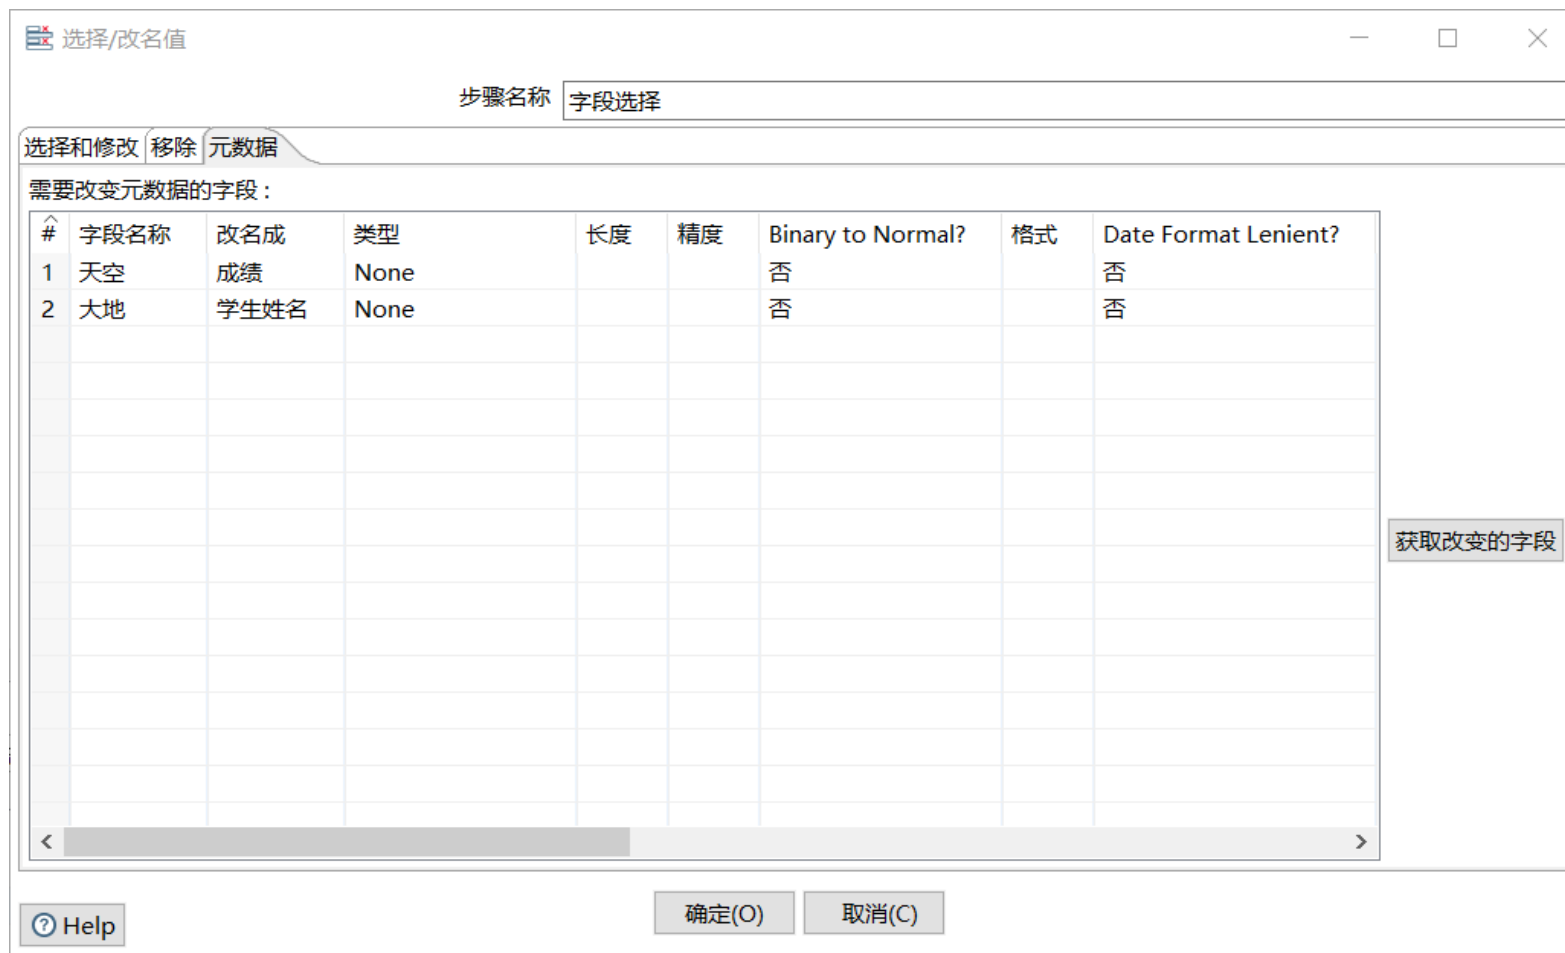 选择/改名值
步骤名称 字段选择
选择和修改 移除 元数据
需要改变元数据的字段：
# 字段名称 改名成 类型 长度 精度 Binary to Normal? 格式 Date Format Lenient?
1 天空 成绩 None 否 否
2 大地 学生姓名 None 否 否
获取改变的字段
确定(O) 取消(C)
Help